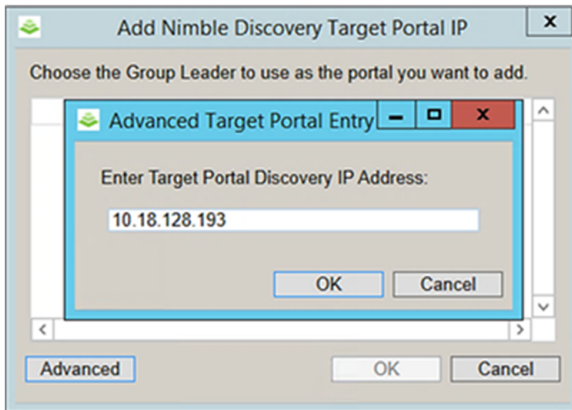 Add Nimble Discovery Target Portal IP
Choose the Group Leader to use as the portal you want to add.
Advanced Target Portal Entry
Enter Target Portal Discovery IP Address:
10.18.128.193
OK Cancel
Advanced OK Cancel